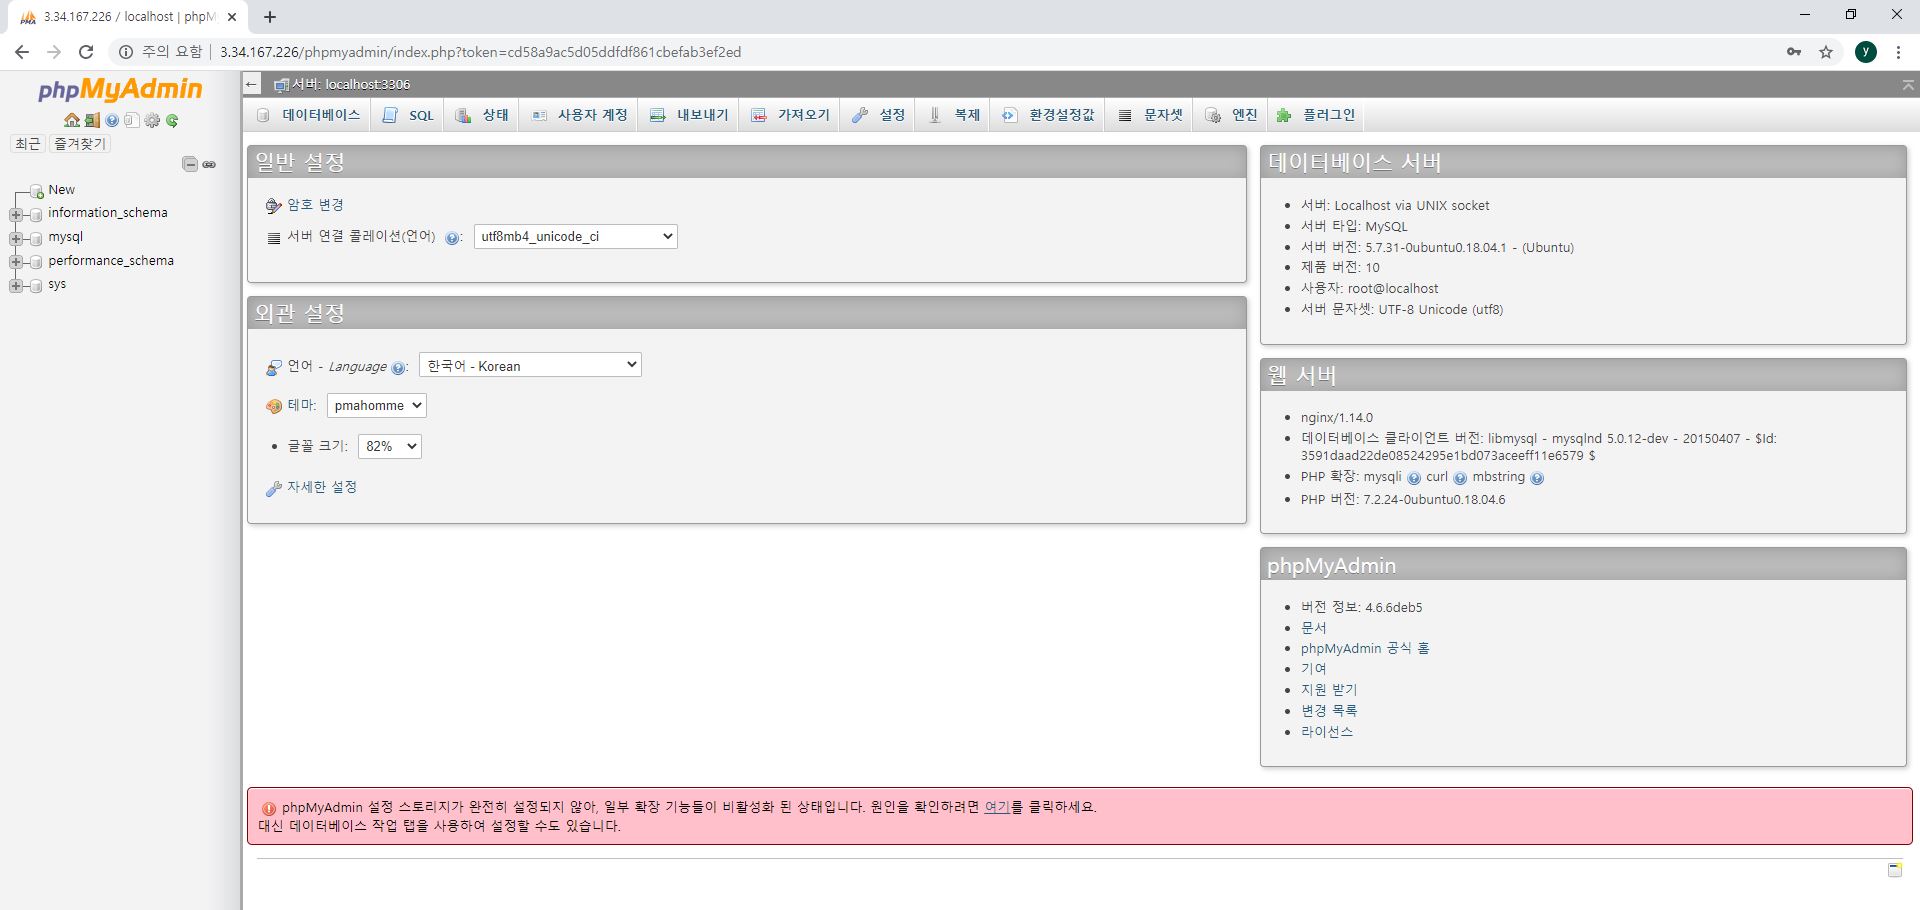 3.34.167.226 / localhost | phpM
주의 요함 | 3.34.167.226/phpmyadmin/index.php?token=cd58a9ac5d05ddfdf861cbefab3ef2ed
y
phpMyAdmin
최근 즐겨찾기
New
information_schema
mysql
performance_schema
sys
서버: localhost:3306
데이터베이스 SQL 상태 사용자 계정 내보내기 가져오기 설정 복제 환경설정값 문자셋 엔진 플러그인
일반 설정
암호 변경
서버 연결 콜레이션(언어) : utf8mb4_unicode_ci
외관 설정
언어 - Language : 한국어 - Korean
테마: pmahomme
글꼴 크기: 82%
자세한 설정
데이터베이스 서버
서버: Localhost via UNIX socket
서버 타입: MySQL
서버 버전: 5.7.31-0ubuntu0.18.04.1 - (Ubuntu)
제품 버전: 10
사용자: root@localhost
서버 문자셋: UTF-8 Unicode (utf8)
웹 서버
nginx/1.14.0
데이터베이스 클라이언트 버전: libmysql - mysqlnd 5.0.12-dev - 20150407 - $Id:
3591daad22de08524295e1bd073aceeff11e6579 $
PHP 확장: mysqli curl mbstring
PHP 버전: 7.2.24-0ubuntu0.18.04.6
phpMyAdmin
버전 정보: 4.6.6deb5
문서
phpMyAdmin 공식 홈
기여
지원 받기
변경 목록
라이선스
phpMyAdmin 설정 스토리지가 완전히 설정되지 않아, 일부 확장 기능들이 비활성화 된 상태입니다. 원인을 확인하려면 여기를 클릭하세요.
대신 데이터베이스 작업 탭을 사용하여 설정할 수도 있습니다.